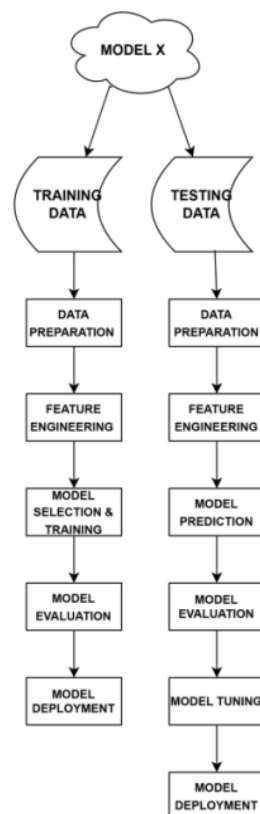 MODEL X
TRAINING
DATA
TESTING
DATA
DATA
PREPARATION
DATA
PREPARATION
FEATURE
ENGINEERING
FEATURE
ENGINEERING
MODEL
SELECTION &
TRAINING
MODEL
PREDICTION
MODEL
EVALUATION
MODEL
EVALUATION
MODEL
DEPLOYMENT
MODEL TUNING
MODEL
DEPLOYMENT